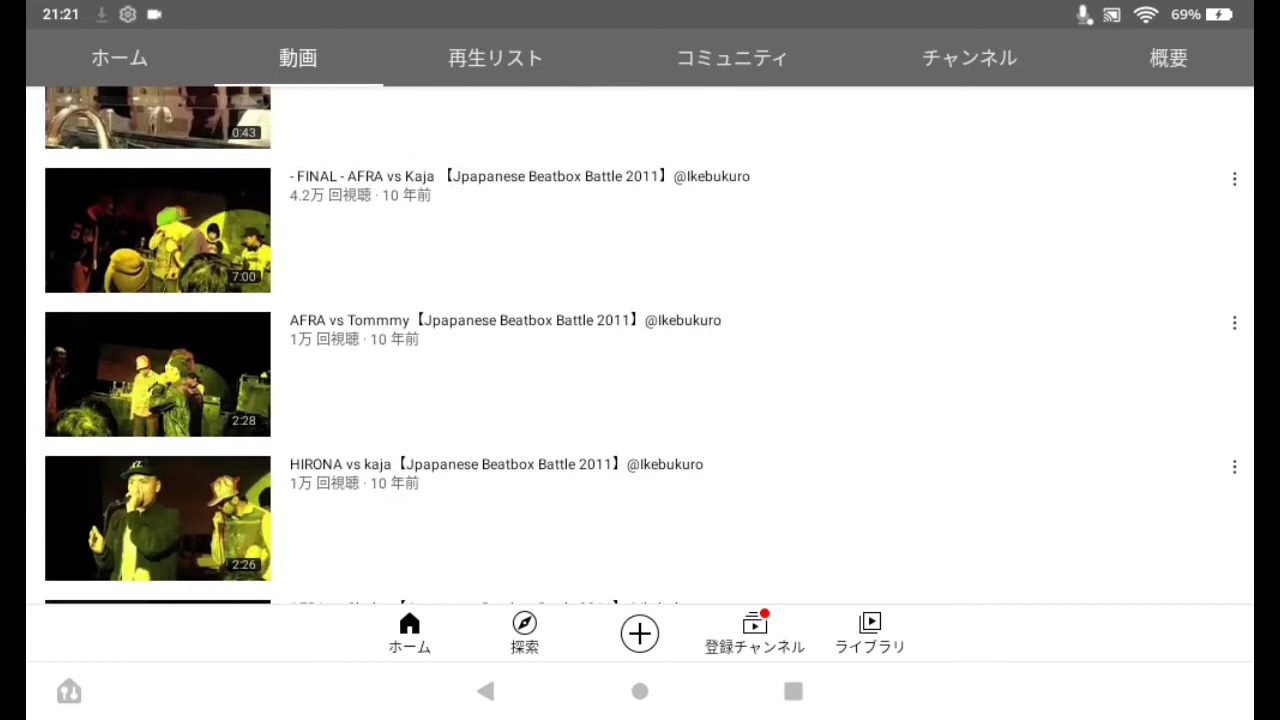 21:21
69%
ホーム
動画
再生リスト
コミュニティ
チャンネル
概要
0:43
- FINAL - AFRA vs Kaja 【Jpapanese Beatbox Battle 2011】@Ikebukuro
4.2万 回視聴 · 10 年前
7:00
AFRA vs Tommmy【Jpapanese Beatbox Battle 2011】@Ikebukuro
1万 回視聴 · 10 年前
2:28
HIRONA vs kaja【Jpapanese Beatbox Battle 2011】@Ikebukuro
1万 回視聴 · 10 年前
2:26
ホーム
探索
登録チャンネル
ライブラリ